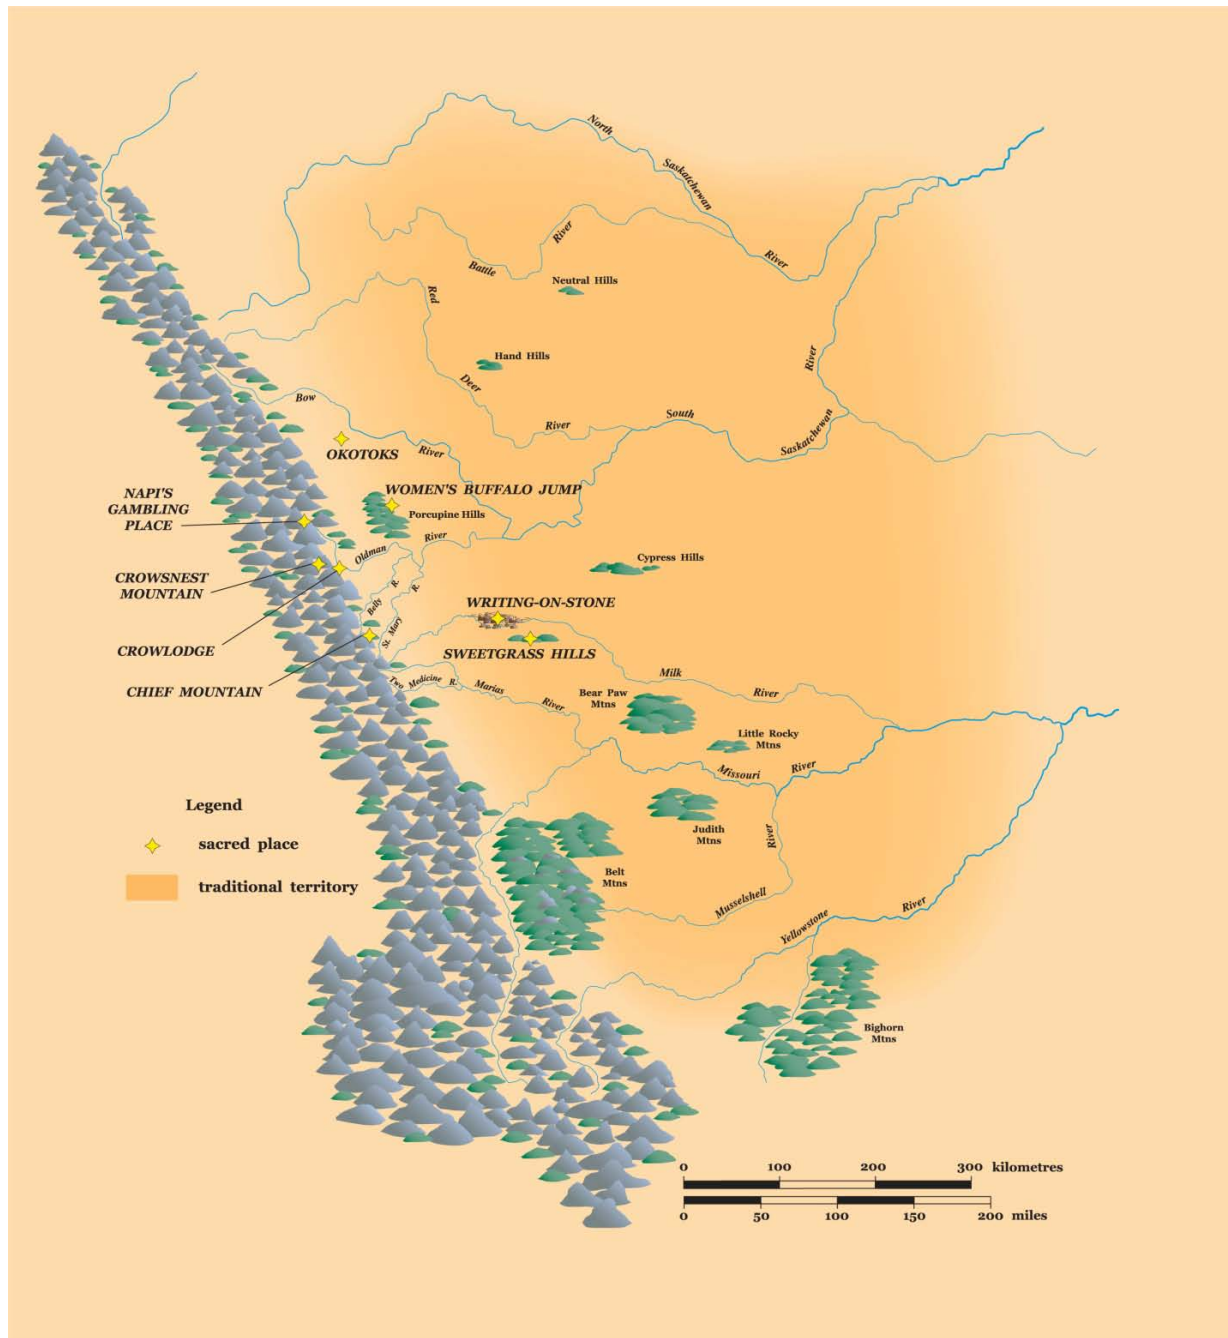 North
Saskatchewan
River
Battle
River
Neutral Hills
Red
Deer
River
Hand Hills
River
South
Saskatchewan
Bow
River
OKOTOKS
WOMEN'S BUFFALO JUMP
Porcupine Hills
NAPI'S
GAMBLING
PLACE
Oldman
River
Cypress Hills
CROWSNEST
MOUNTAIN
Belly R.
St. Mary R.
WRITING-ON-STONE
CROWLODGE
SWEETGRASS HILLS
CHIEF MOUNTAIN
Two Medicine R.
Marias
River
Milk
River
Bear Paw
Mtns
Little Rocky
Mtns
Missouri
River
Judith
Mtns
River
Musselshell
Belt
Mtns
Yellowstone
River
Bighorn
Mtns
Legend
sacred place
traditional territory
0 100 200 300 kilometres
0 50 100 150 200 miles